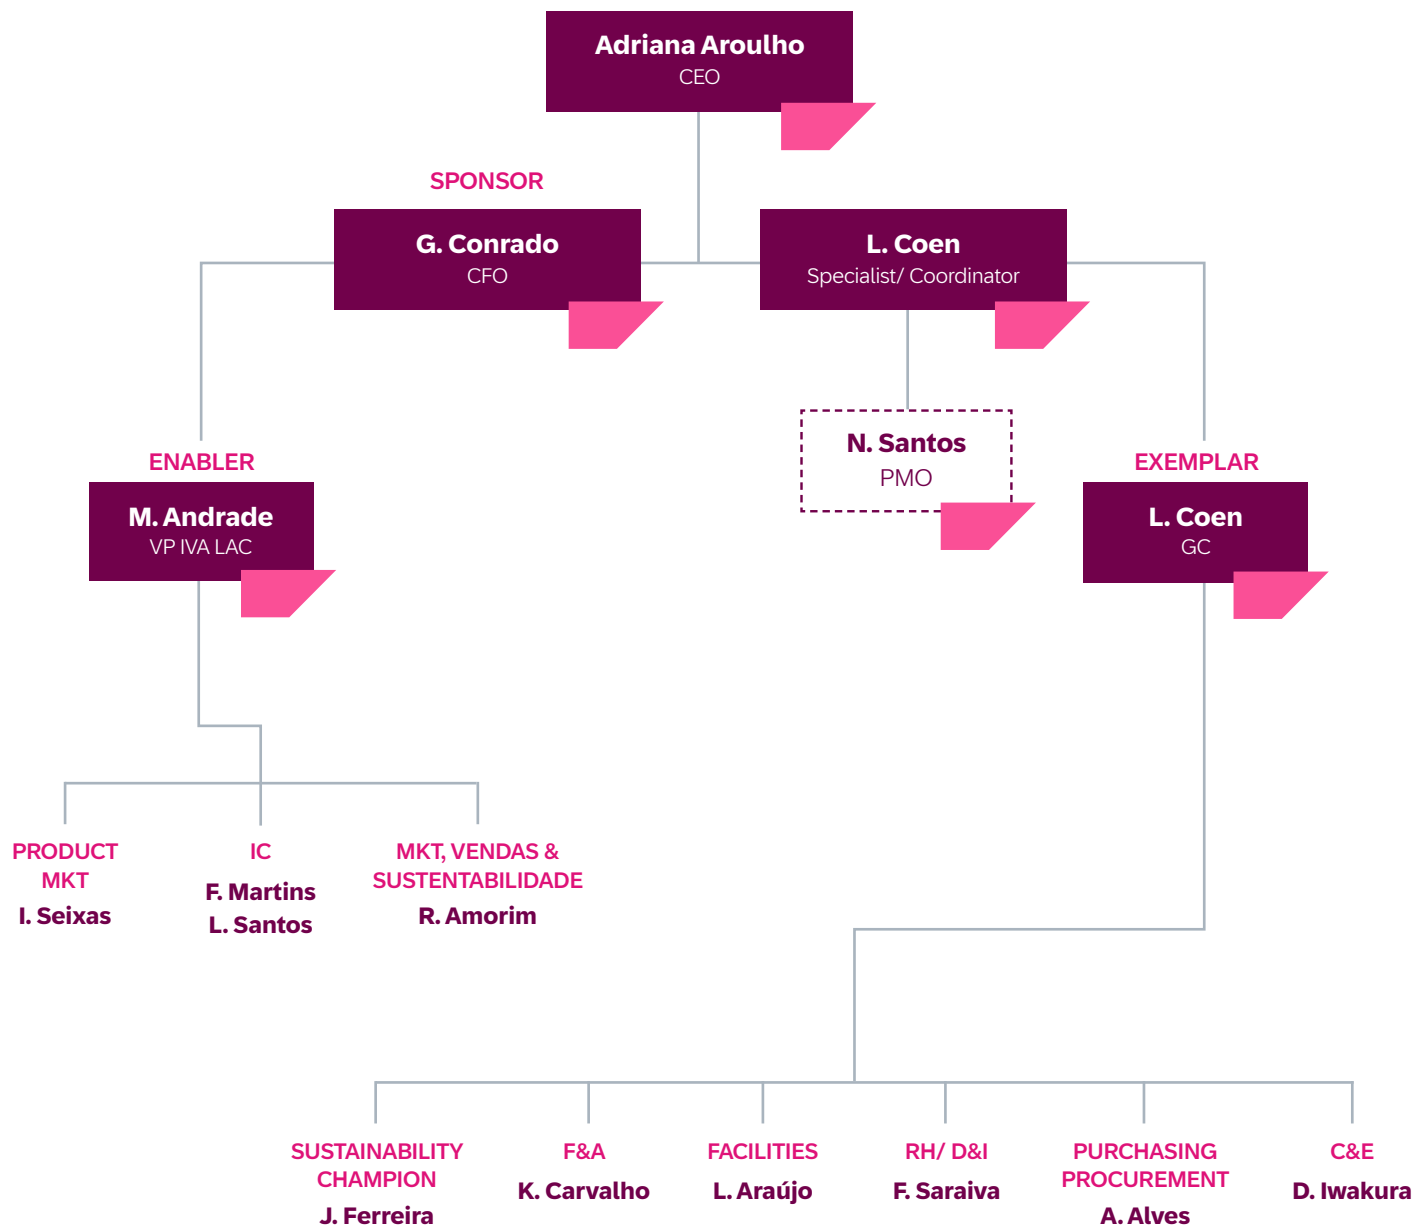 Adriana Aroulho
CEO
SPONSOR
G. Conrado
CFO
L. Coen
Specialist/ Coordinator
N. Santos
PMO
ENABLER
M. Andrade
VP IVA LAC
EXEMPLAR
L. Coen
GC
PRODUCT
MKT
I. Seixas
IC
F. Martins
L. Santos
MKT, VENDAS &
SUSTENTABILIDADE
R. Amorim
SUSTAINABILITY
CHAMPION
J. Ferreira
F&A
K. Carvalho
FACILITIES
L. Araújo
RH/ D&I
F. Saraiva
PURCHASING
PROCUREMENT
A. Alves
C&E
D. Iwakura